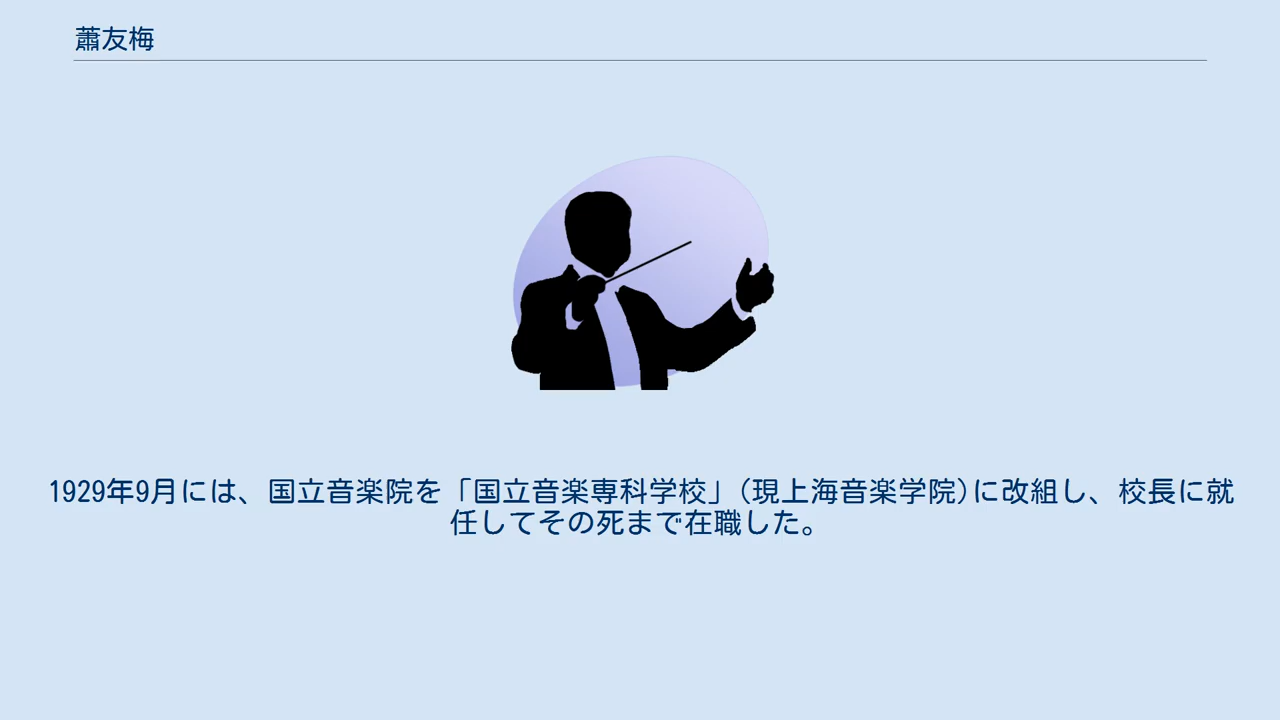 蕭友梅
1929年9月には、国立音楽院を「国立音楽専科学校」(現上海音楽学院)に改組し、校長に就
任してその死まで在職した。